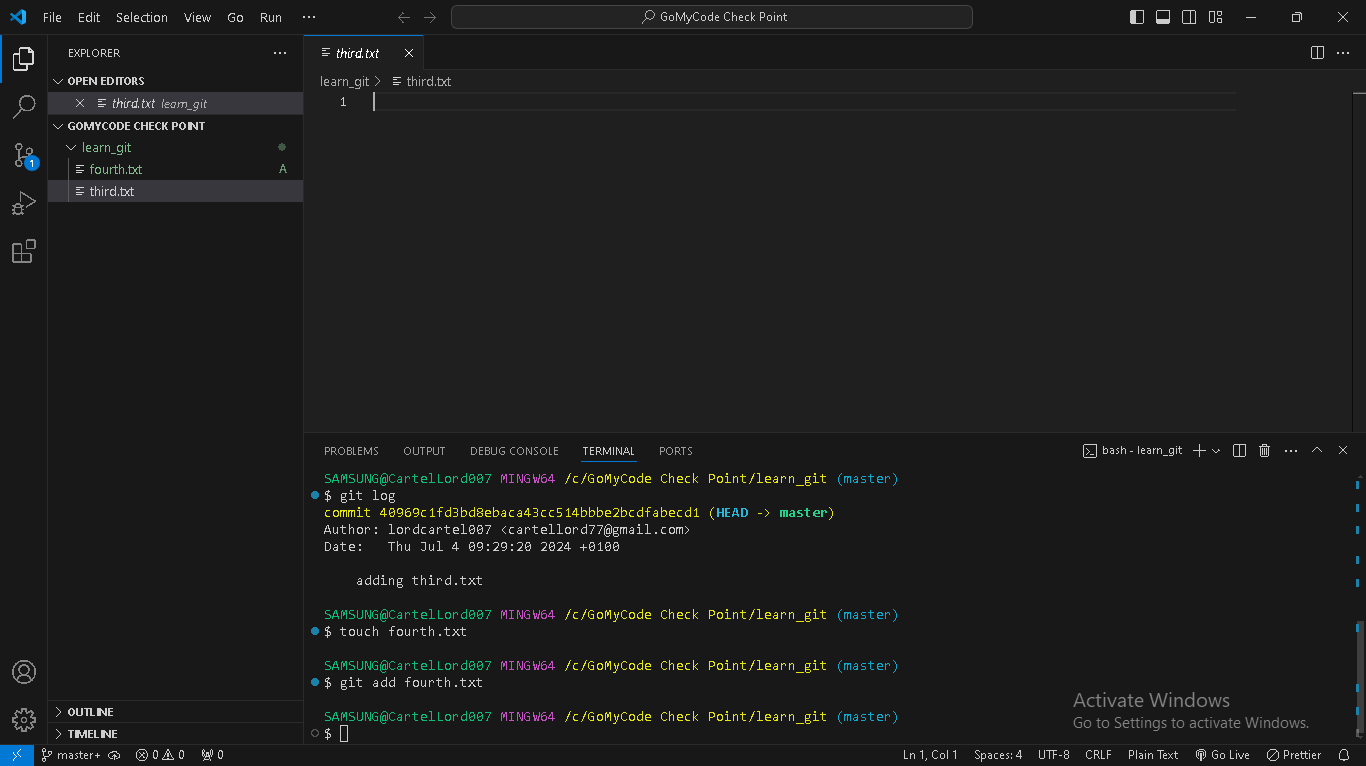 File Edit Selection View Go Run ··· GoMyCode Check Point
EXPLORER ···
OPEN EDITORS
third.txt learn_git
GOMYCODE CHECK POINT
learn_git
fourth.txt A
third.txt
OUTLINE
TIMELINE
1
third.txt
learn_git > third.txt
1
PROBLEMS OUTPUT DEBUG CONSOLE TERMINAL PORTS bash - learn_git
SAMSUNG@CartelLord007 MINGW64 /c/GoMyCode Check Point/learn_git (master)
$ git log
commit 40969c1fd3bd8ebaca43cc514bbbe2bcdfabecd1 (HEAD -> master)
Author: lordcartel007 <cartellord77@gmail.com>
Date:   Thu Jul 4 09:29:20 2024 +0100
adding third.txt
SAMSUNG@CartelLord007 MINGW64 /c/GoMyCode Check Point/learn_git (master)
$ touch fourth.txt
SAMSUNG@CartelLord007 MINGW64 /c/GoMyCode Check Point/learn_git (master)
$ git add fourth.txt
SAMSUNG@CartelLord007 MINGW64 /c/GoMyCode Check Point/learn_git (master)
$
Activate Windows
Go to Settings to activate Windows.
master+ 0 0 0 Ln 1, Col 1 Spaces: 4 UTF-8 CRLF Plain Text Go Live Prettier